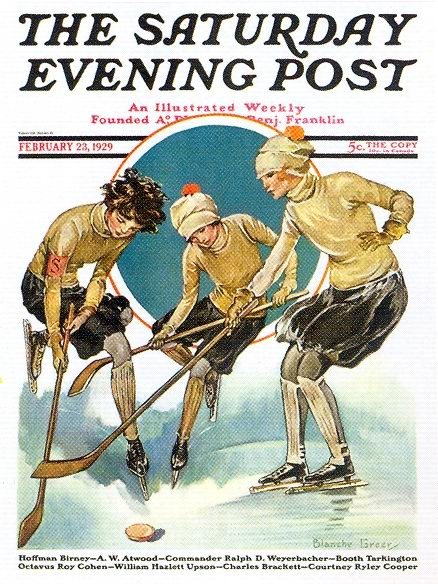 THE SATURDAY
EVENING POST
An Illustrated Weekly
Founded A° D Benj. Franklin
FEBRUARY 23, 1929
5c. THE COPY
10c. in Canada
S
Blanche Greer
Hoffman Birney—A. W. Atwood—Commander Ralph D. Weyerbacher—Booth Tarkington
Octavus Roy Cohen—William Hazlett Upson—Charles Brackett—Courtney Ryley Cooper